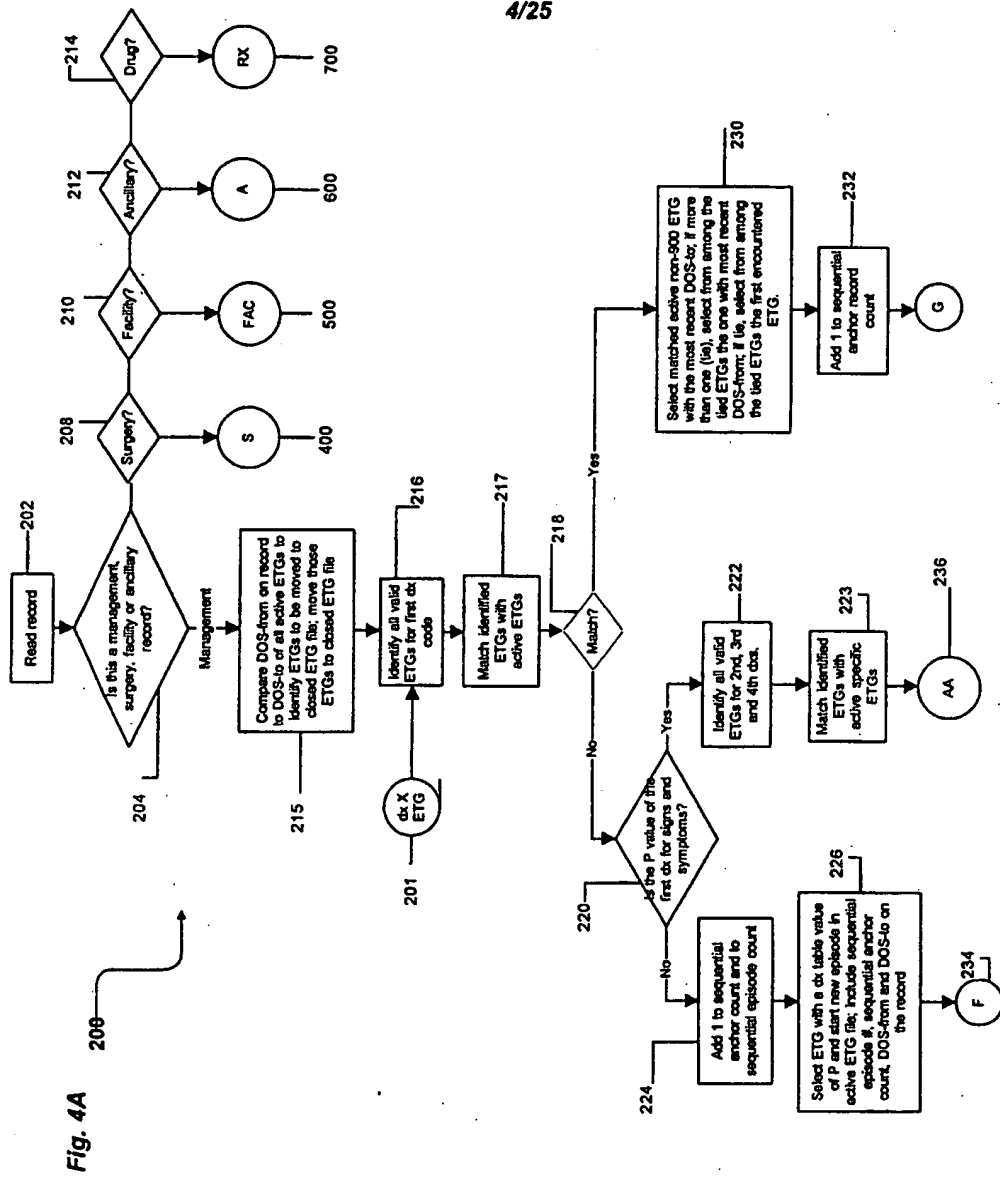 4/25
Fig. 4A
200
Read record
202
Is this a management,
surgery, facility or ancillary
record?
204
Surgery?
208
Facility?
210
Ancillary?
212
Drug?
214
S
400
FAC
500
A
600
RX
700
Management
Compare DOS-from on record
to DOS-to of all active ETGs to
identify ETGs to be moved to
closed ETG file; move those
ETGs to closed ETG file
215
dx X
ETG
201
Identify all valid
ETGs for first dx
code
216
Match identified
ETGs with
active ETGs
217
Match?
218
No
Yes
Is the P value of the
first dx for signs and
symptoms?
220
No
Yes
Add 1 to sequential
anchor count and to
sequential episode count
224
Select ETG with a dx table value
of P and start new episode in
active ETG file; include sequential
episode #, sequential anchor
count, DOS-from and DOS-to on
the record
226
F
234
Identify all valid
ETGs for 2nd, 3rd
and 4th dxs.
222
Match identified
ETGs with
active specific
ETGs
223
AA
236
Select matched active non-900 ETG
with the most recent DOS-to; if more
than one (tie), select from among the
tied ETGs the one with most recent
DOS-from; if tie, select from among
the tied ETGs the first encountered
ETG.
230
Add 1 to sequential
anchor record
count
232
G